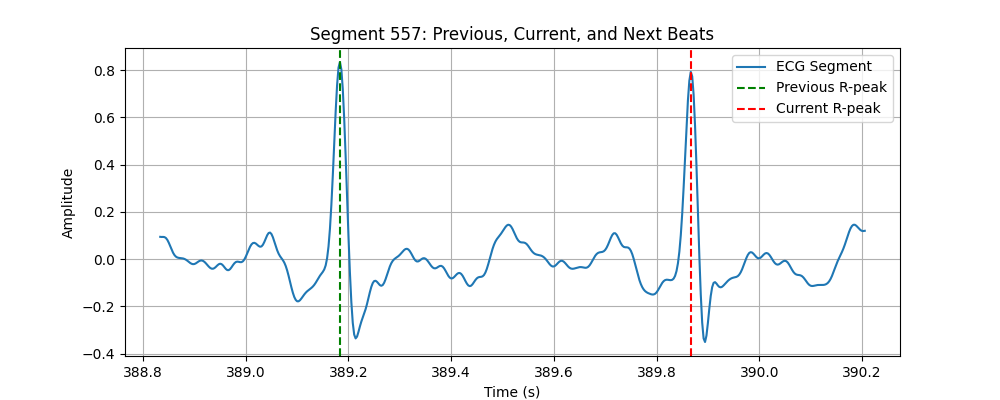 Segment 557: Previous, Current, and Next Beats
ECG Segment
Previous R-peak
Current R-peak
Amplitude
0.8
0.6
0.4
0.2
0.0
−0.2
−0.4
388.8 389.0 389.2 389.4 389.6 389.8 390.0 390.2
Time (s)